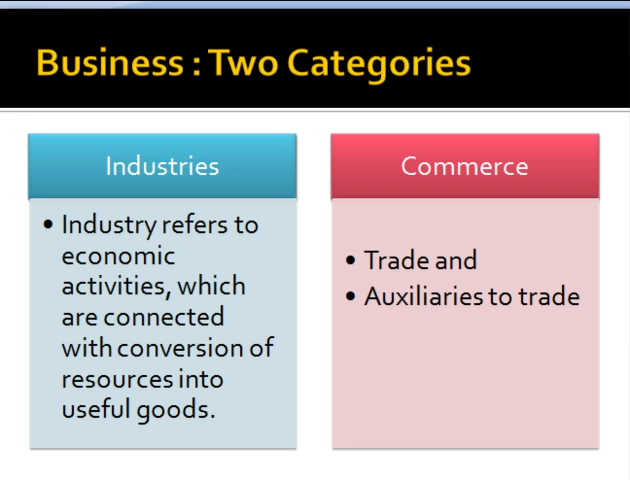 Business : Two Categories
Industries
• Industry refers to
economic
activities, which
are connected
with conversion of
resources into
useful goods.
Commerce
• Trade and
• Auxiliaries to trade